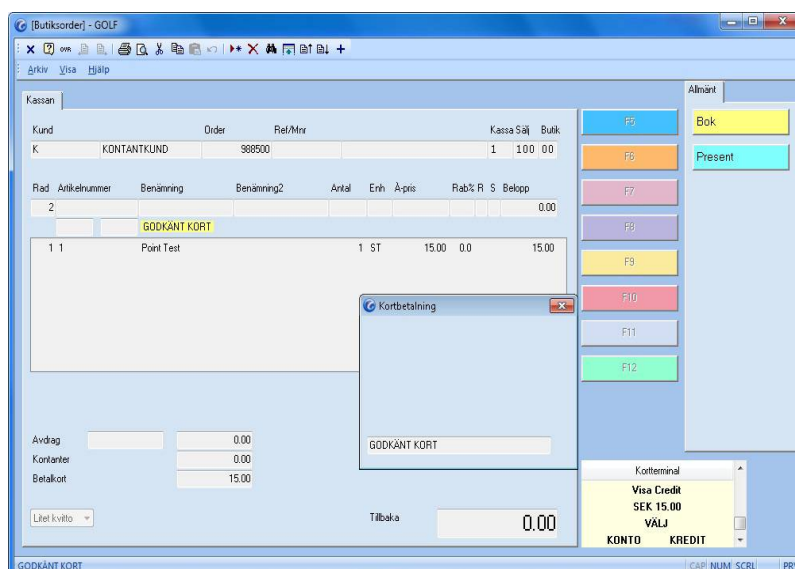 [Butiksorder] - GOLF
Arkiv Visa Hjälp
Kassan
Kund Order Ref/Mnr Kassa Sälj Butik
K KONTANTKUND 988500 1 100 00
Rad Artikelnummer Benämning Benämning2 Antal Enh À-pris Rab% R S Belopp
2 0.00
GODKÄNT KORT
1 1 Point Test 1 ST 15.00 0.0 15.00
Kortbetalning
GODKÄNT KORT
Avdrag 0.00
Kontanter 0.00
Betalkort 15.00
Litet kvitto
Tillbaka 0.00
F5
F6
F7
F8
F9
F10
F11
F12
Allmänt
Bok
Present
Kortterminal
Visa Credit
SEK 15.00
VÄLJ
KONTO KREDIT
GODKÄNT KORT CAP NUM SCRL